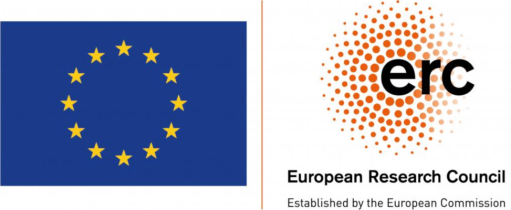 erc
European Research Council
Established by the European Commission